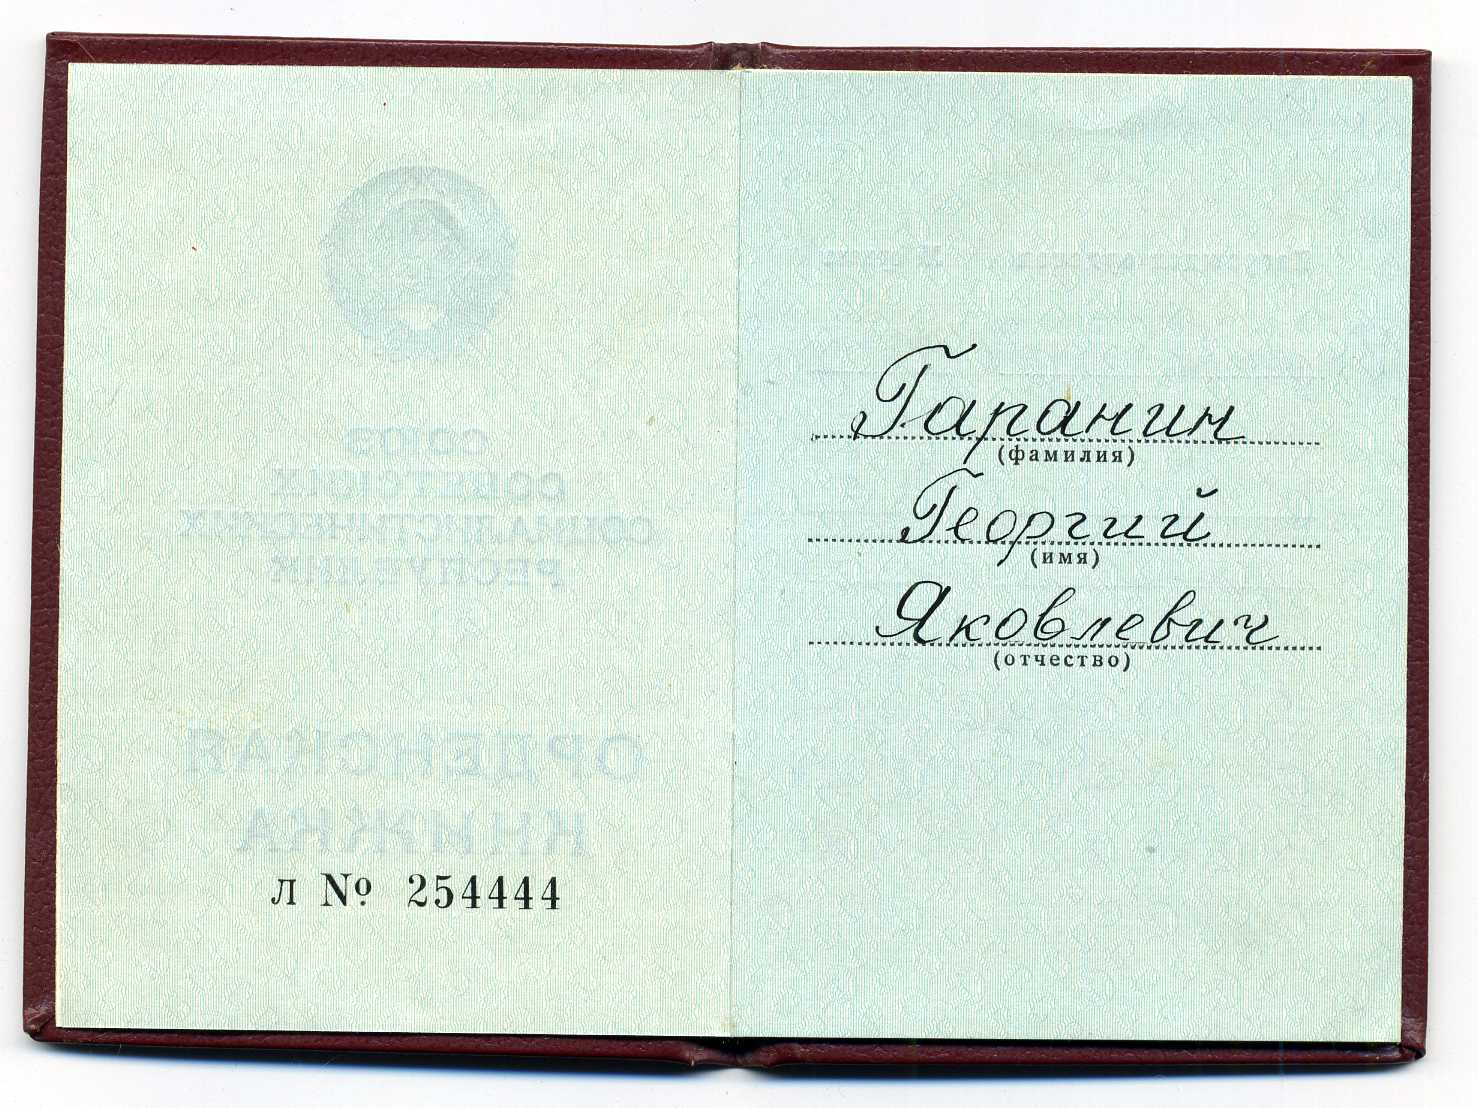 СОЮЗ
СОВЕТСКИХ
СОЦИАЛИСТИЧЕСКИХ
РЕСПУБЛИК
ОРДЕНСКАЯ
КНИЖКА
Л № 254444
Гаранин
(фамилия)
Георгий
(имя)
Яковлевич
(отчество)